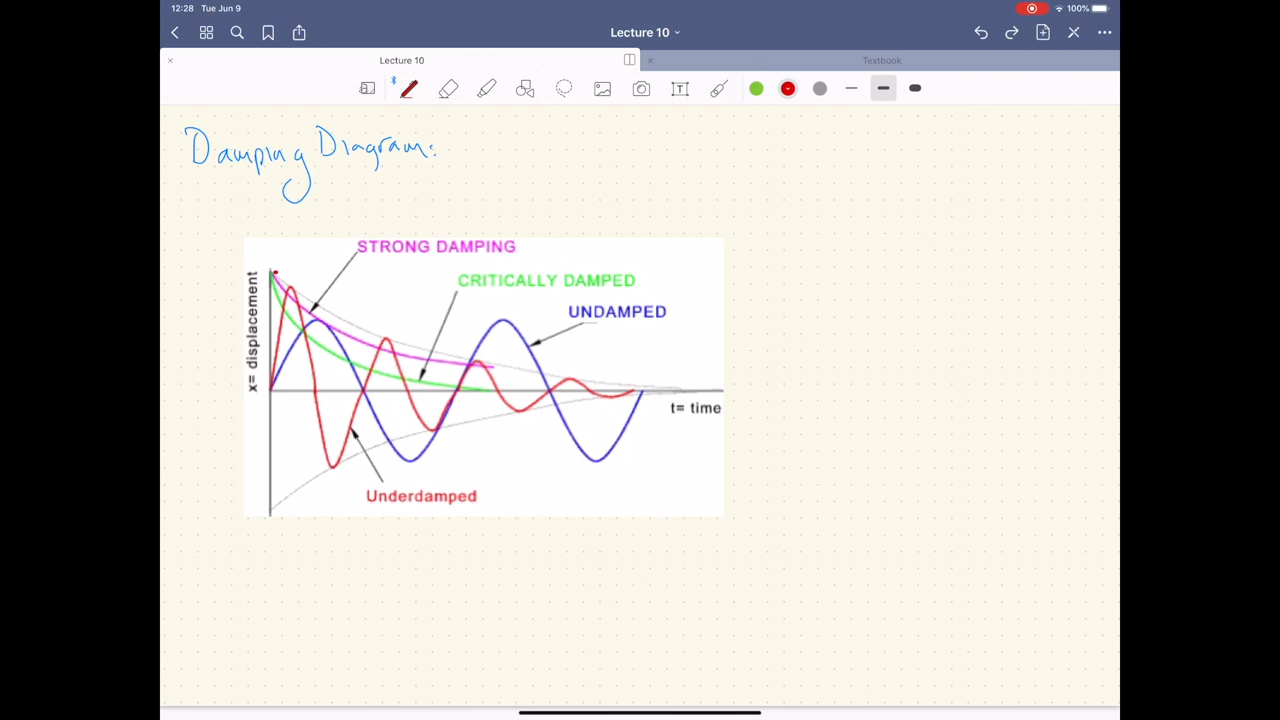 12:28 Tue Jun 9
100%
Lecture 10
Lecture 10
Textbook
Damping Diagram:
STRONG DAMPING
CRITICALLY DAMPED
UNDAMPED
x= displacement
t= time
Underdamped